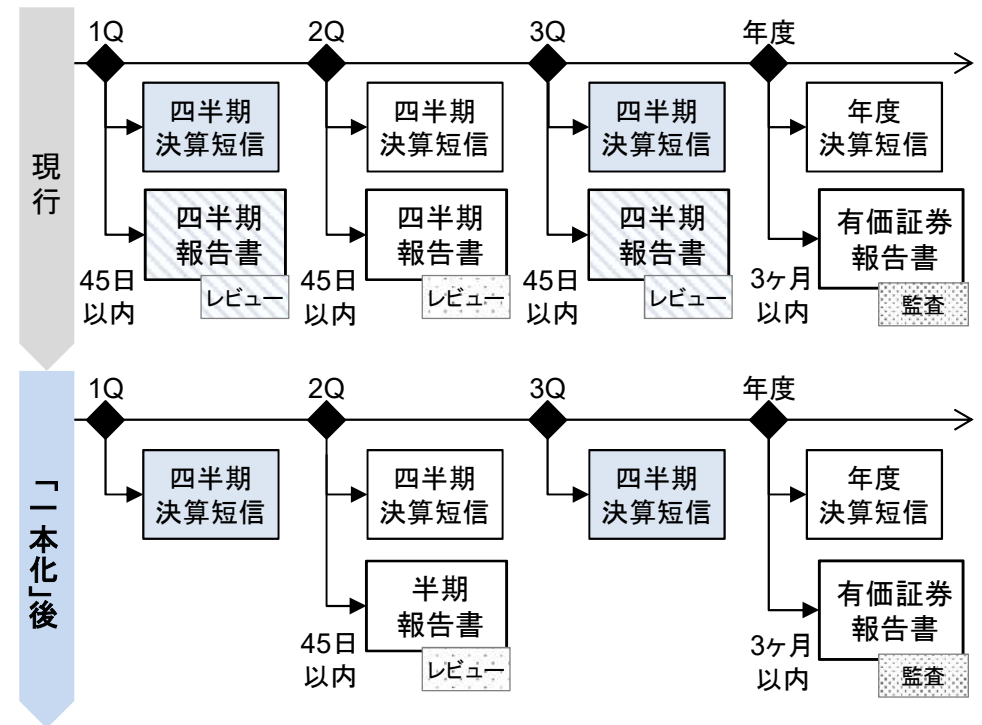 現行
1Q
2Q
3Q
年度
四半期
決算短信
四半期
決算短信
四半期
決算短信
年度
決算短信
四半期
報告書
レビュー
45日
以内
四半期
報告書
レビュー
45日
以内
四半期
報告書
レビュー
45日
以内
有価証券
報告書
監査
3ヶ月
以内
「一本化」後
1Q
2Q
3Q
年度
四半期
決算短信
四半期
決算短信
四半期
決算短信
年度
決算短信
半期
報告書
レビュー
45日
以内
有価証券
報告書
監査
3ヶ月
以内